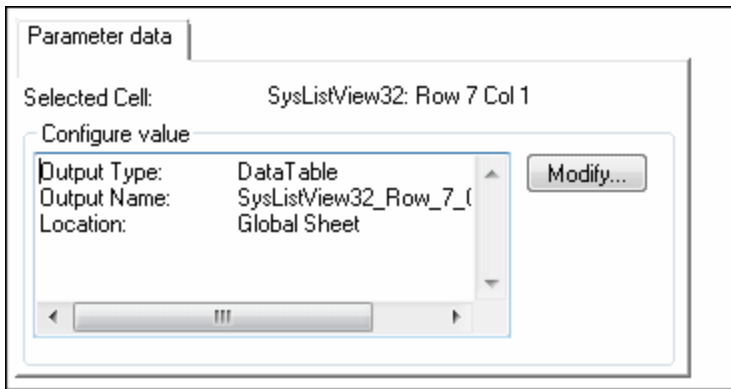 Parameter data
Selected Cell: SysListView32: Row 7 Col 1
Configure value
Output Type: DataTable
Output Name: SysListView32_Row_7_
Location: Global Sheet
Modify...